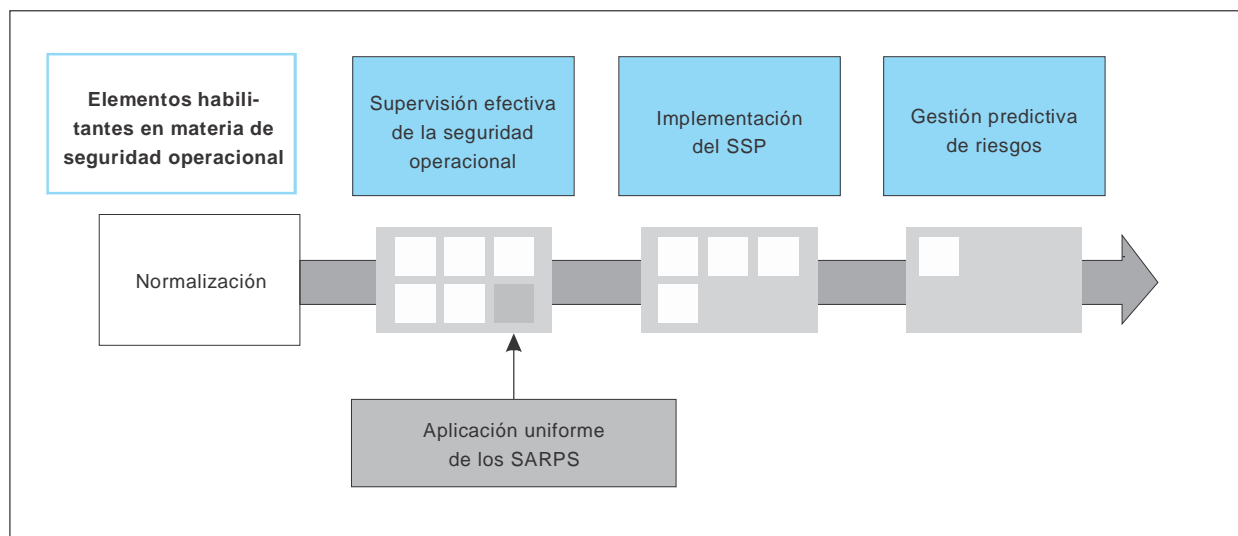 Elementos habili-
tantes en materia de
seguridad operacional
Supervisión efectiva
de la seguridad
operacional
Implementación
del SSP
Gestión predictiva
de riesgos
Normalización
Aplicación uniforme
de los SARPS